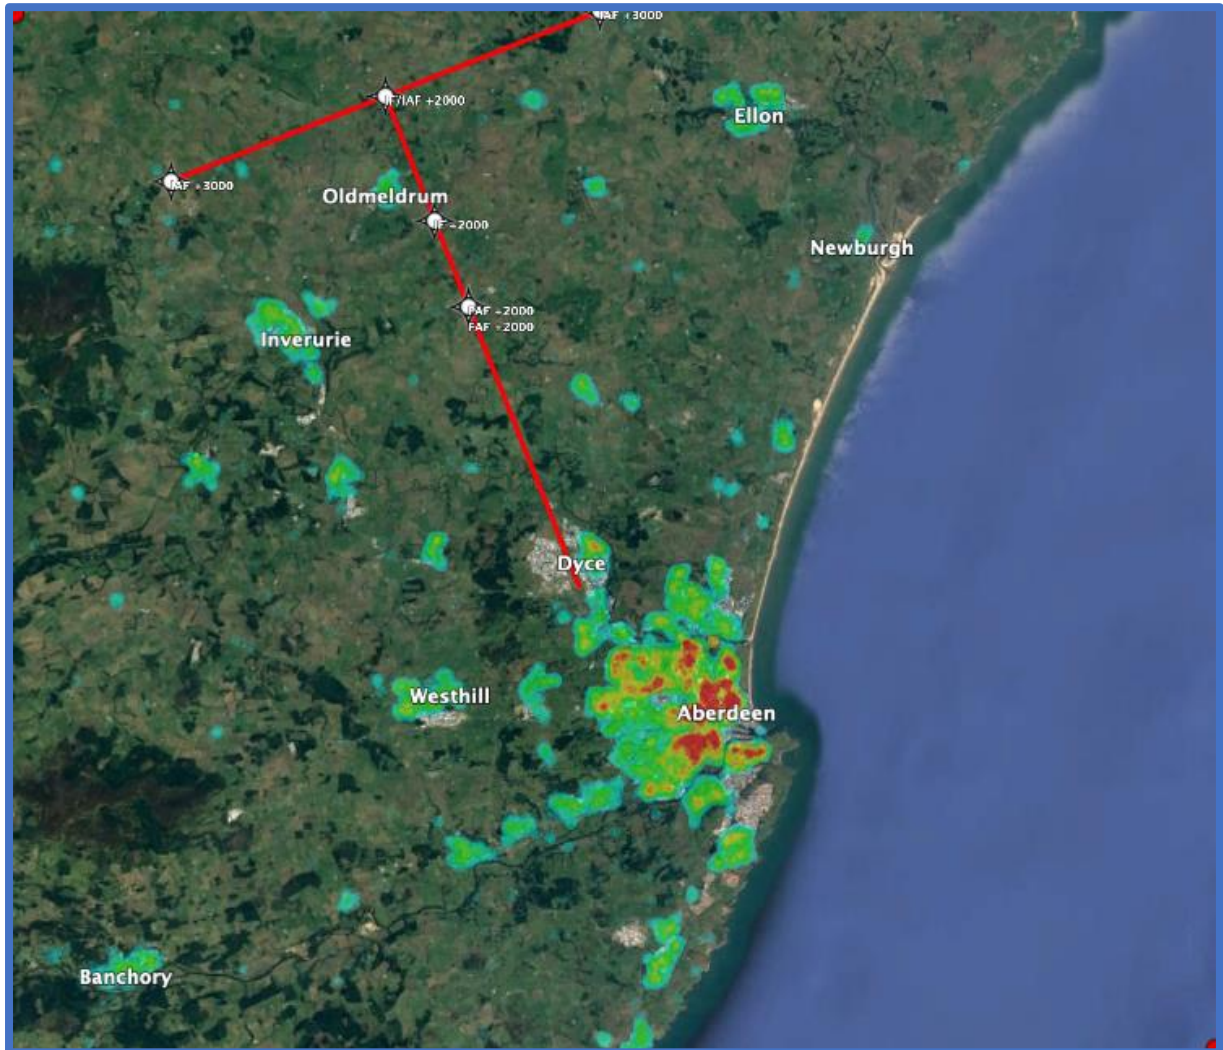 IAF +3000
IF/IAF +2000
Ellon
IAF +3000
Oldmeldrum
IF +2000
Newburgh
FAF +2000
FAF +2000
Inverurie
Dyce
Westhill
Aberdeen
Banchory